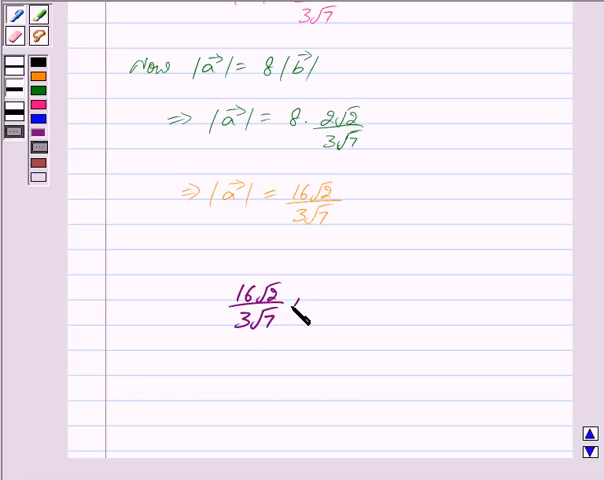 3√7
Now |a⃗| = 8|b⃗|
⇒ |a⃗| = 8 · 2√2/3√7
⇒ |a⃗| = 16√2/3√7
16√2/3√7 ,